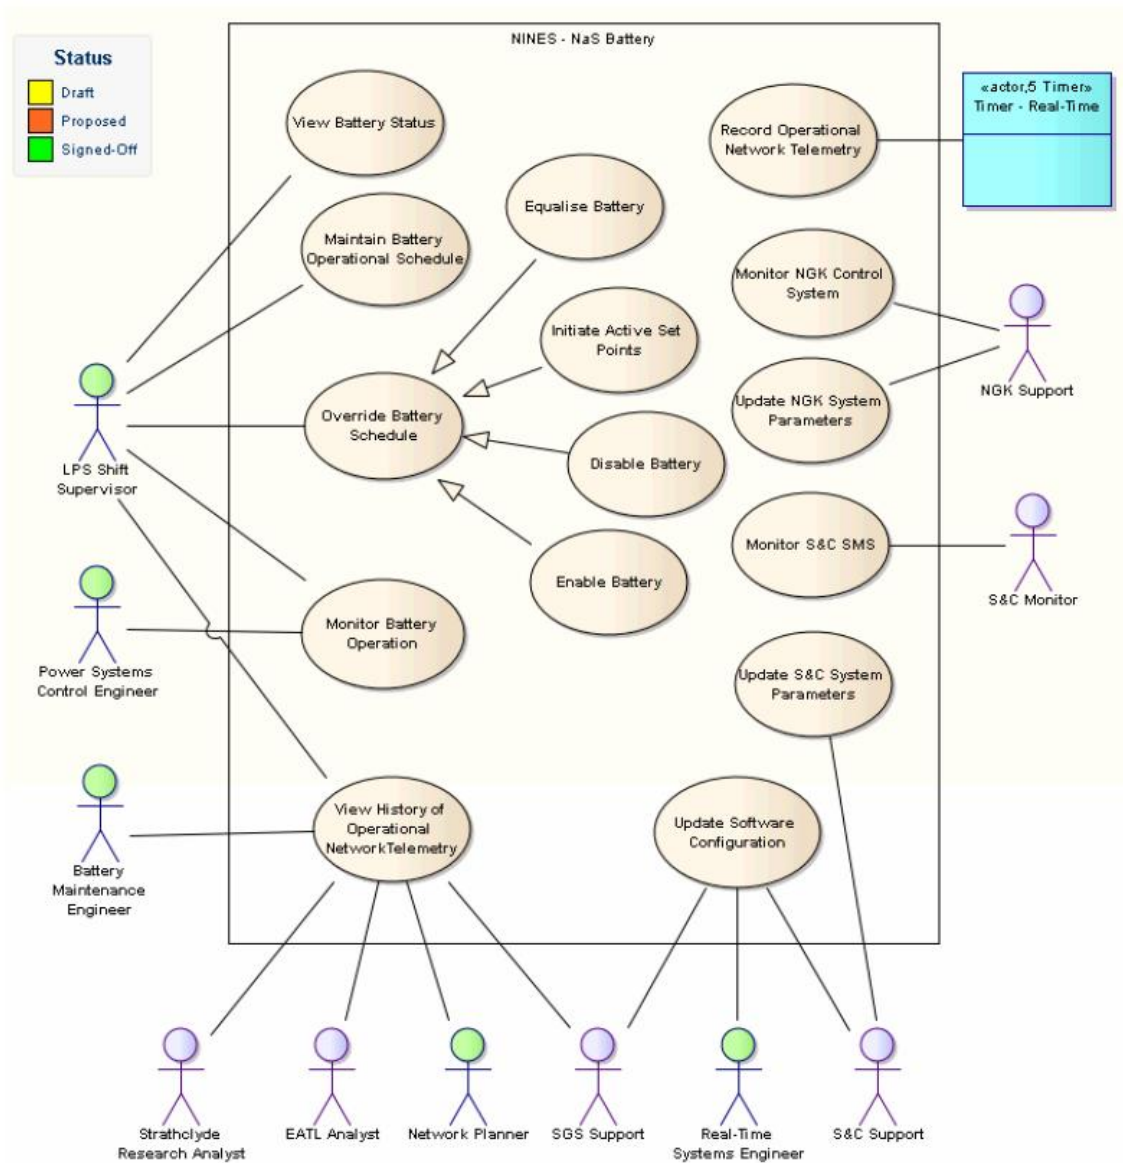 NINES - NaS Battery
Status
Draft
Proposed
Signed-Off
View Battery Status
Record Operational
Network Telemetry
«actor,5 Timer»
Timer - Real-Time
Equalise Battery
Maintain Battery
Operational Schedule
Monitor NGK Control
System
Initiate Active Set
Points
NGK Support
Override Battery
Schedule
Update NGK System
Parameters
LPS Shift
Supervisor
Disable Battery
Monitor S&C SMS
S&C Monitor
Enable Battery
Monitor Battery
Operation
Power Systems
Control Engineer
Update S&C System
Parameters
View History of
Operational
NetworkTelemetry
Update Software
Configuration
Battery
Maintenance
Engineer
Strathclyde
Research Analyst
EATL Analyst
Network Planner
SGS Support
Real-Time
Systems Engineer
S&C Support